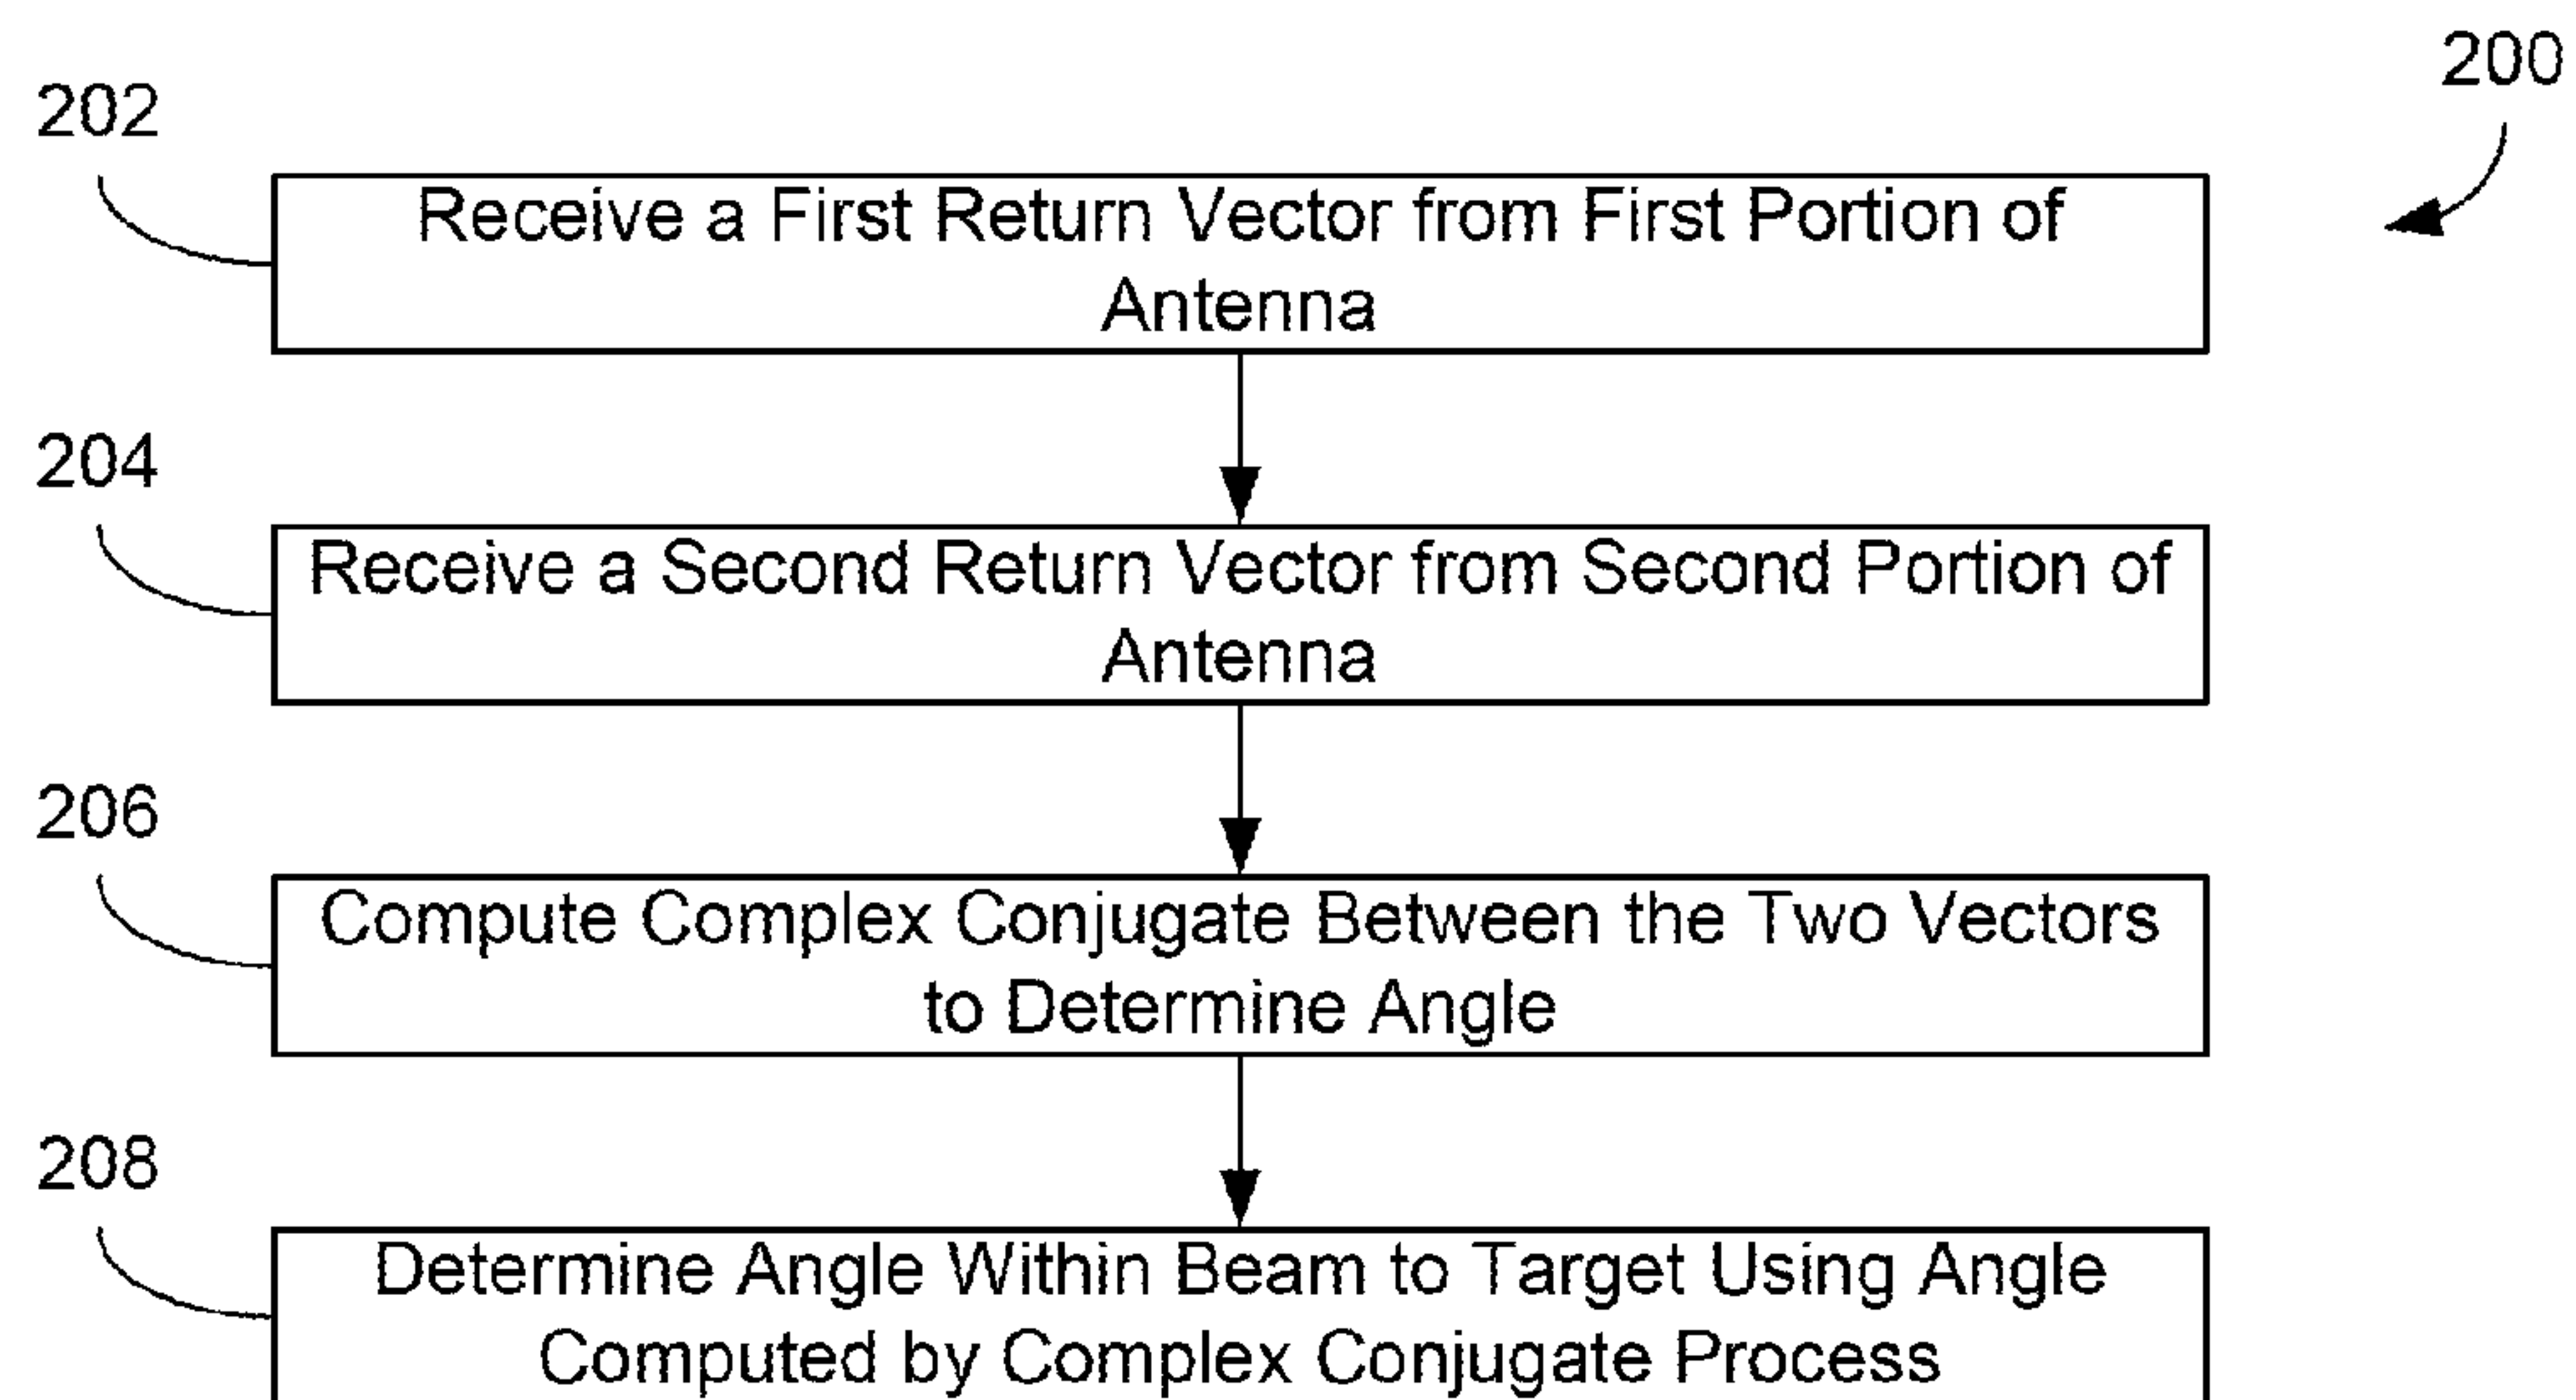 200
202
Receive a First Return Vector from First Portion of
Antenna
204
Receive a Second Return Vector from Second Portion of
Antenna
206
Compute Complex Conjugate Between the Two Vectors
to Determine Angle
208
Determine Angle Within Beam to Target Using Angle
Computed by Complex Conjugate Process